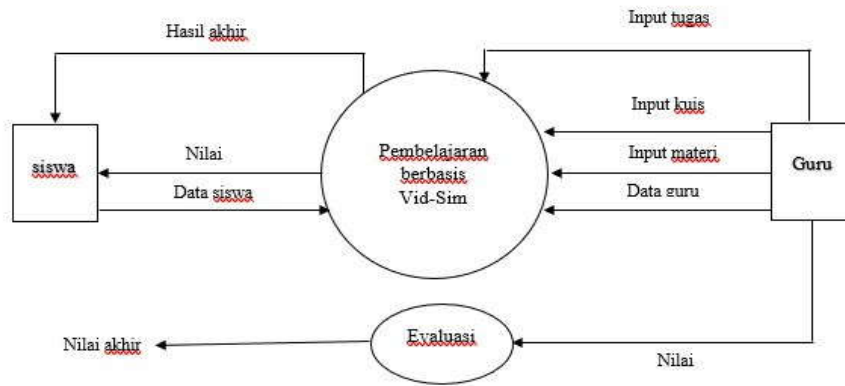 Input tugas
Hasil akhir
Input kuis
siswa
Nilai
Pembelajaran
berbasis
Vid-Sim
Input materi
Guru
Data siswa
Data guru
Evaluasi
Nilai akhir
Nilai